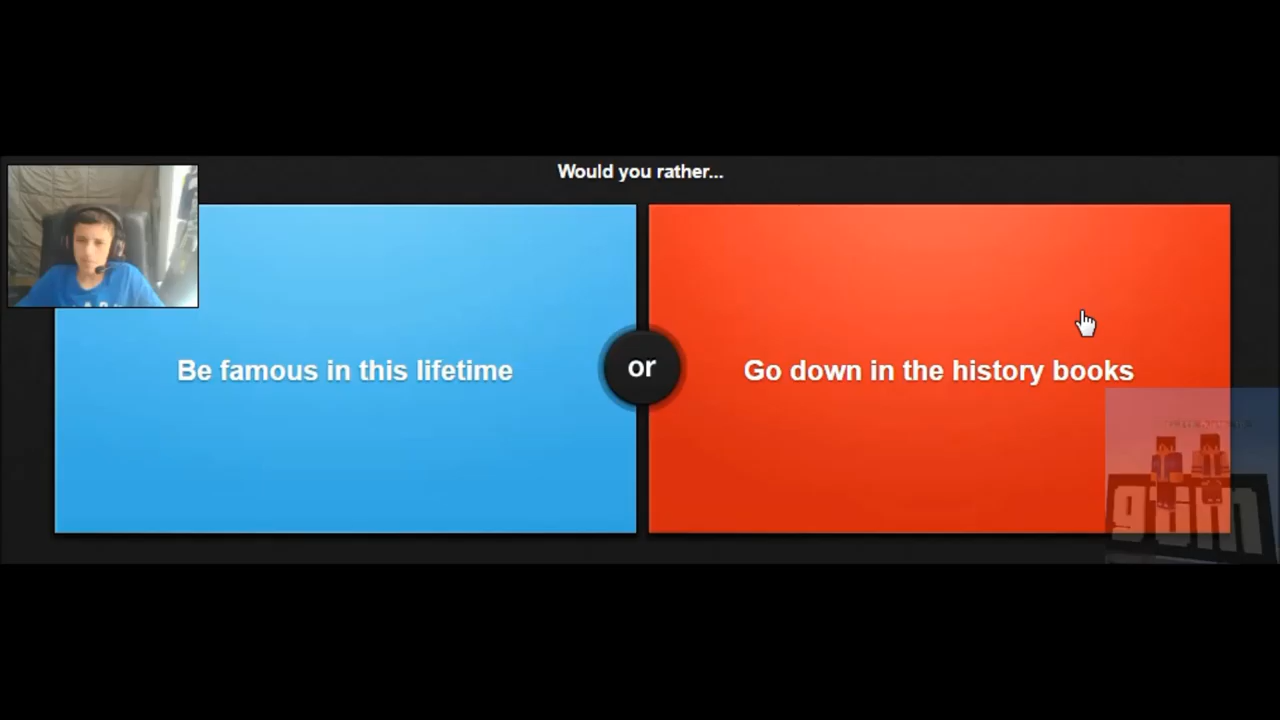 Would you rather...
Be famous in this lifetime
or
Go down in the history books